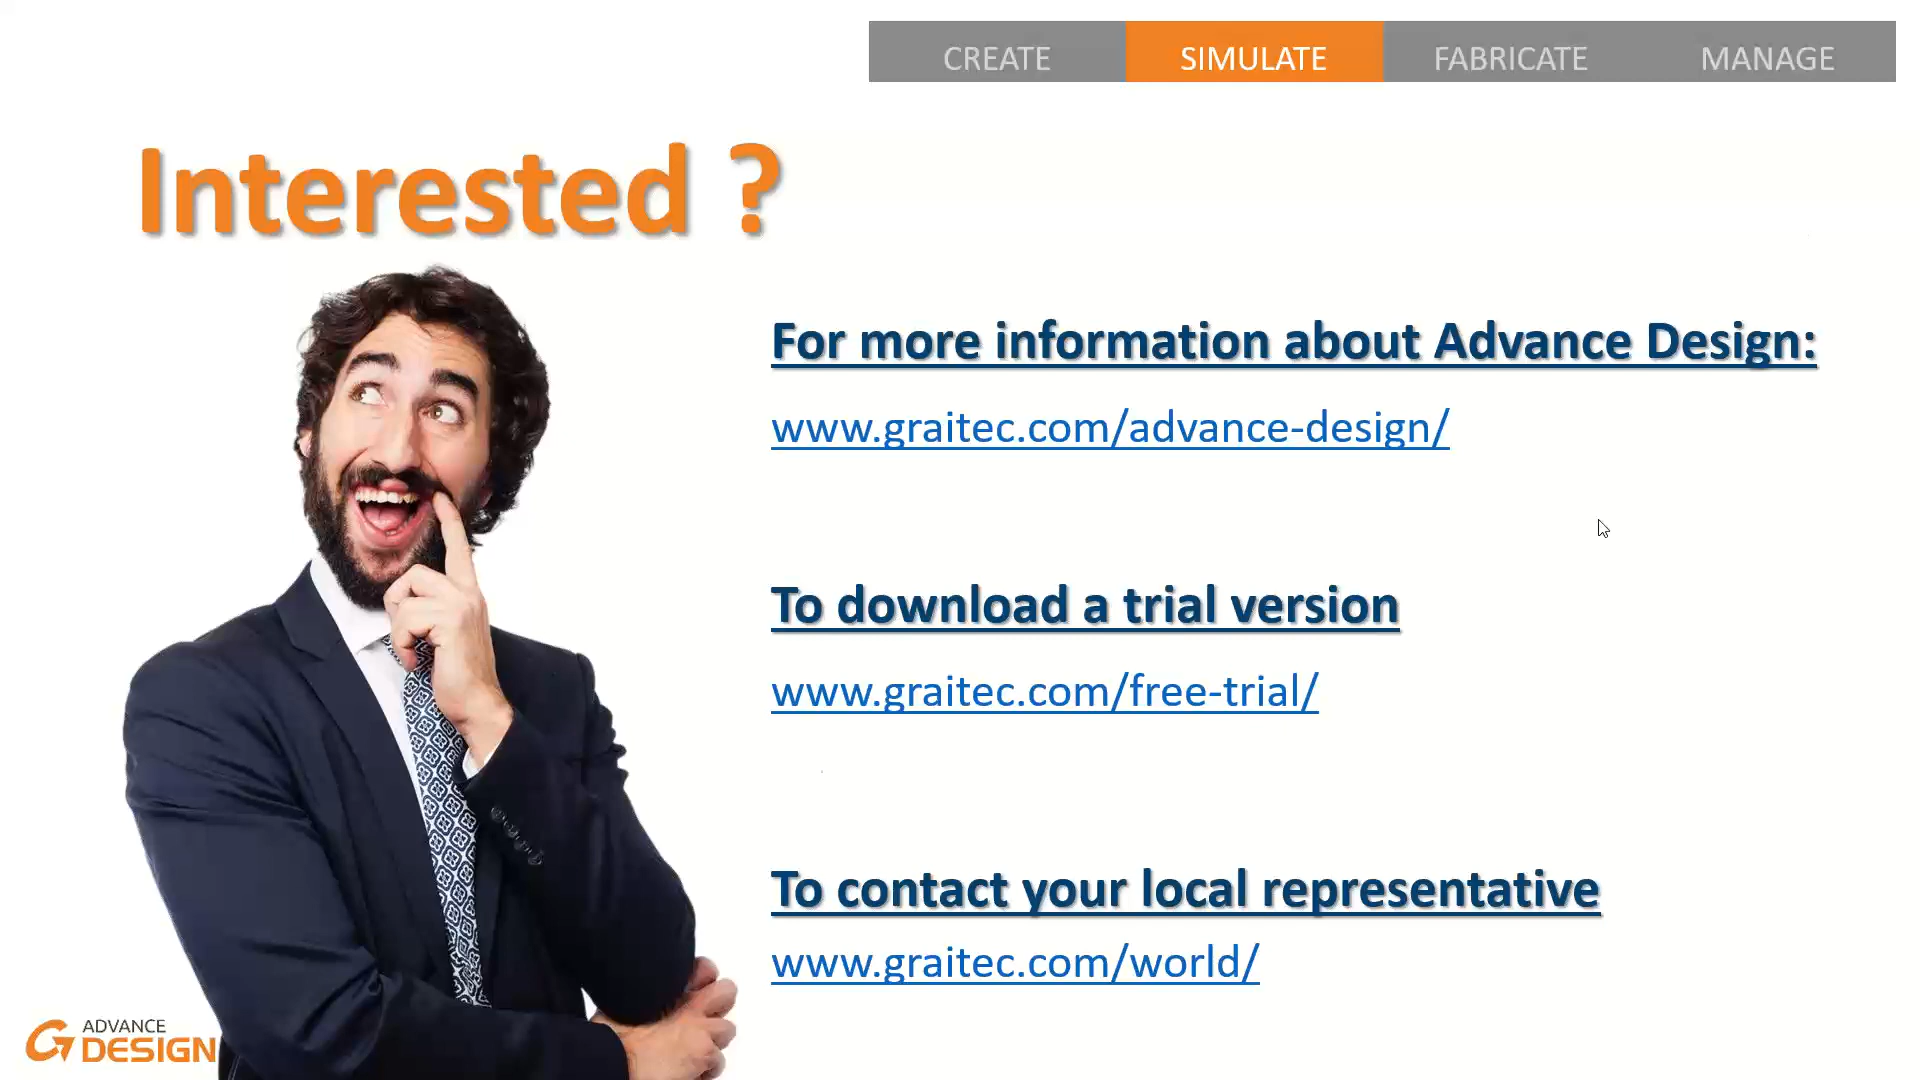 CREATE SIMULATE FABRICATE MANAGE
Interested ?
For more information about Advance Design:
www.graitec.com/advance-design/
To download a trial version
www.graitec.com/free-trial/
To contact your local representative
www.graitec.com/world/
ADVANCE
DESIGN